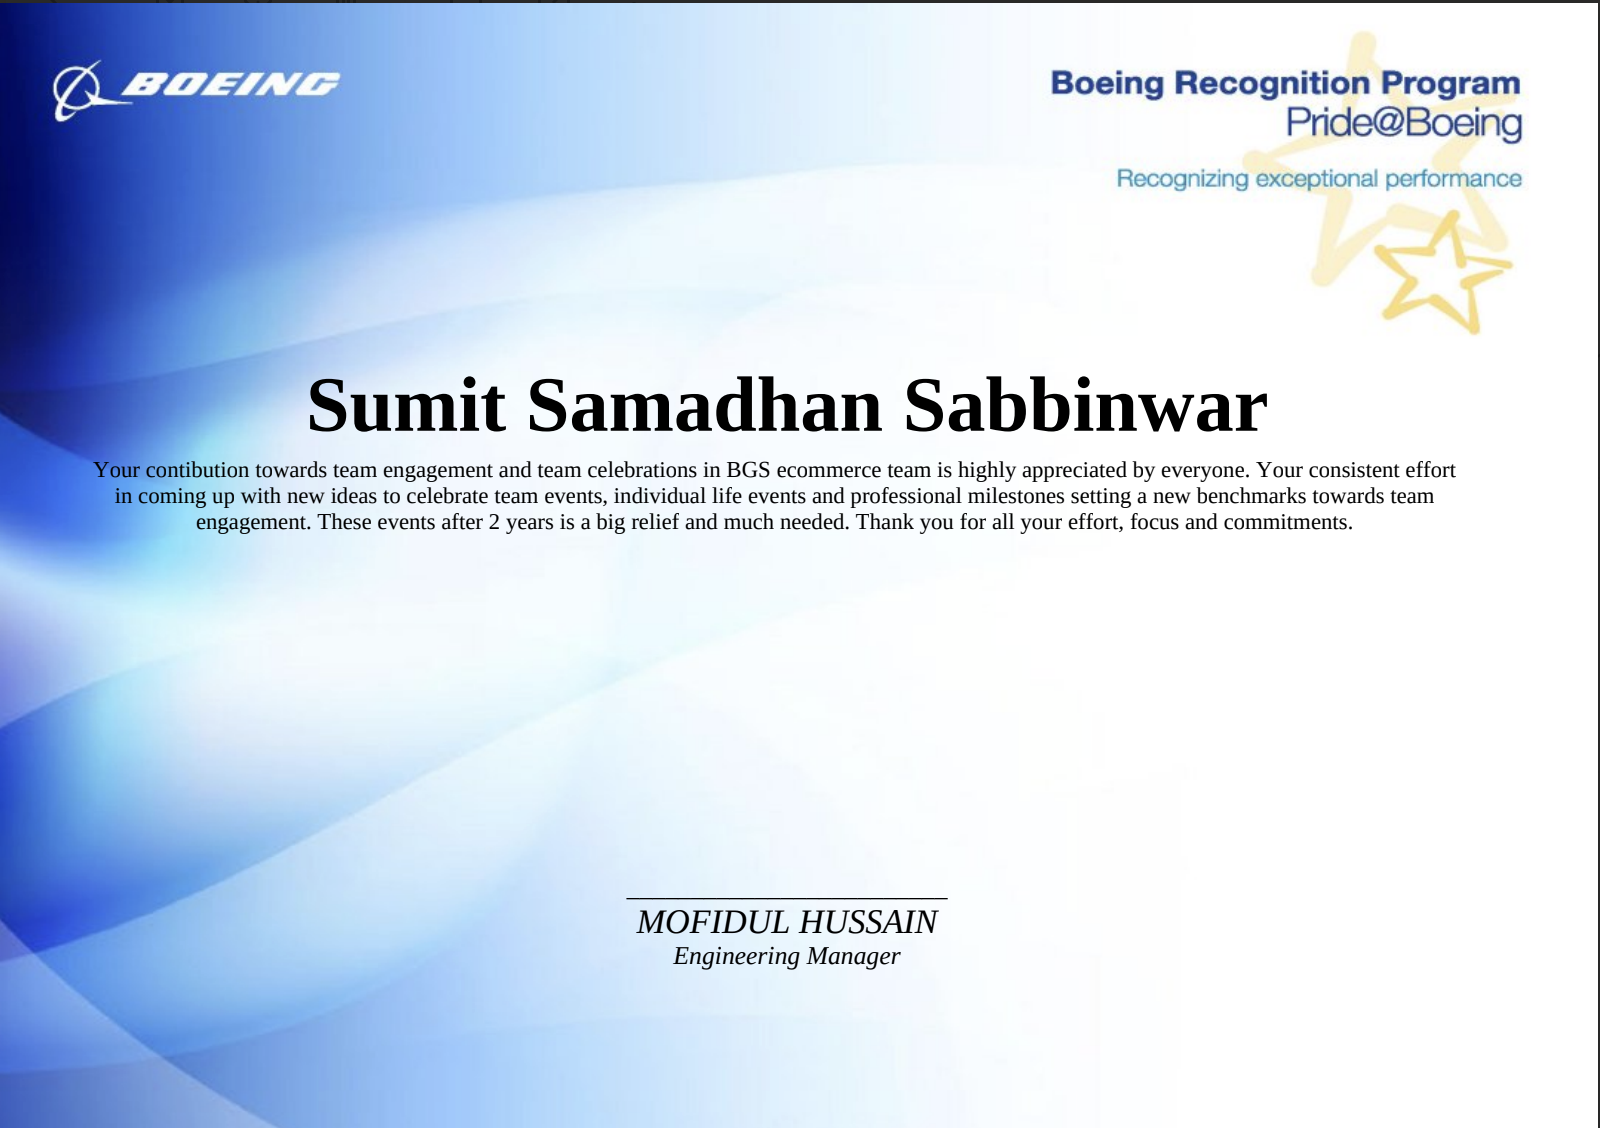 BOEING
Boeing Recognition Program
Pride@Boeing
Recognizing exceptional performance
Sumit Samadhan Sabbinwar
Your contibution towards team engagement and team celebrations in BGS ecommerce team is highly appreciated by everyone. Your consistent effort
in coming up with new ideas to celebrate team events, individual life events and professional milestones setting a new benchmarks towards team
engagement. These events after 2 years is a big relief and much needed. Thank you for all your effort, focus and commitments.
MOFIDUL HUSSAIN
Engineering Manager